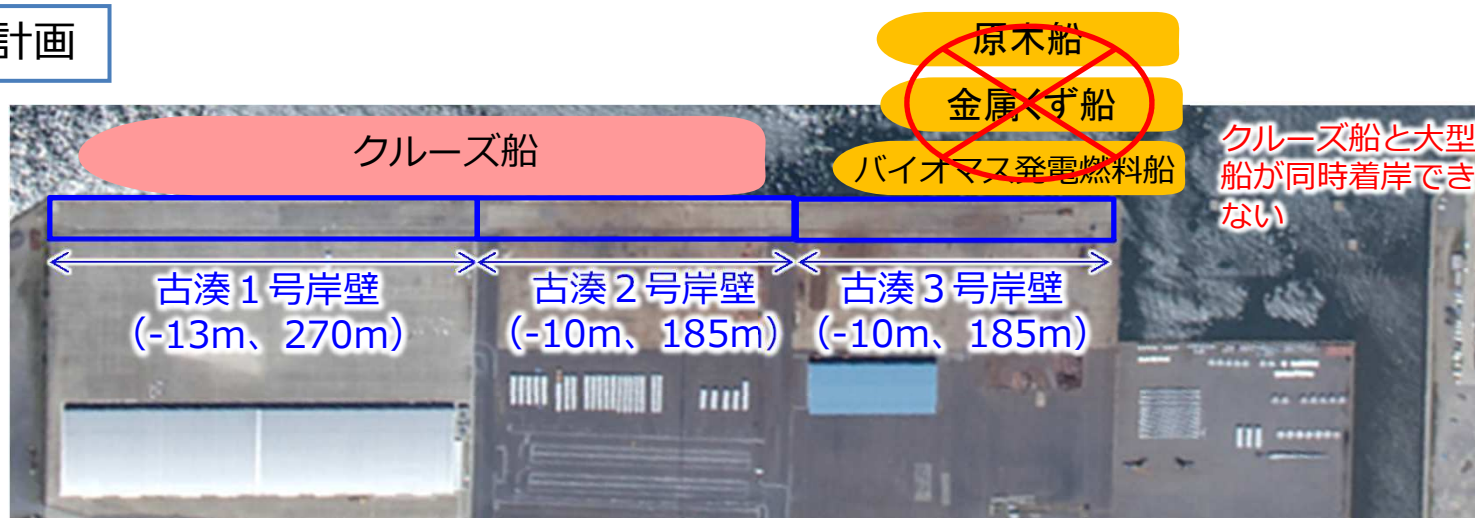 計画
原木船
金属くず船
クルーズ船
バイオマス発電燃料船
クルーズ船と大型
船が同時着岸でき
ない
古湊１号岸壁
（-13m、270m）
古湊２号岸壁
（-10m、185m）
古湊３号岸壁
（-10m、185m）